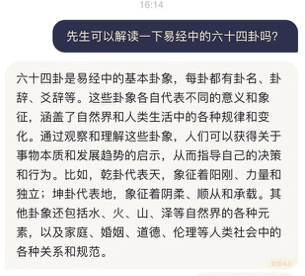 16:14
先生可以解读一下易经中的六十四卦吗?
六十四卦是易经中的基本卦象，每卦都有卦名、卦
辞、爻辞等。这些卦象各自代表不同的意义和象
征，涵盖了自然界和人类生活中的各种规律和变
化。通过观察和理解这些卦象，人们可以获得关于
事物本质和发展趋势的启示，从而指导自己的决策
和行为。比如，乾卦代表天，象征着阳刚、力量和
独立；坤卦代表地，象征着阴柔、顺从和承载。其
他卦象还包括水、火、山、泽等自然界的各种元
素，以及家庭、婚姻、道德、伦理等人类社会中的
各种关系和规范。